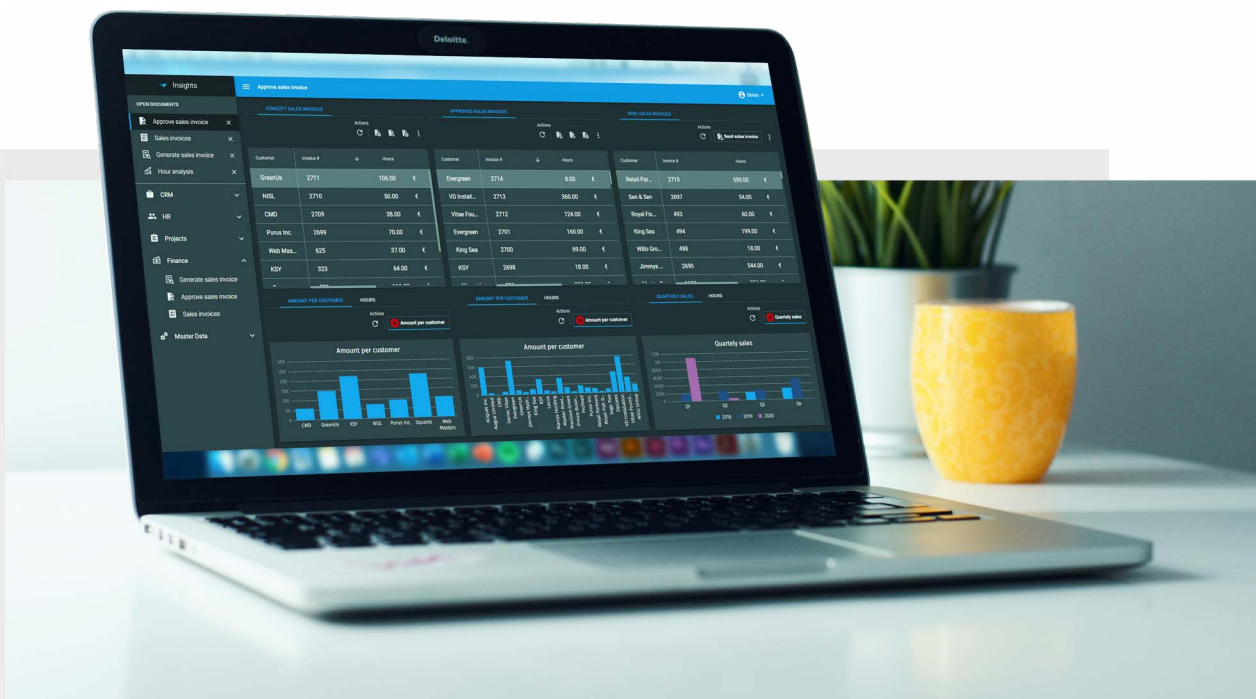 Deloitte.
Insights
Approve sales invoice
Demo
OPEN DOCUMENTS
Approve sales invoice
Sales invoices
Generate sales invoice
Hour analysis
CRM
HR
Projects
Finance
Generate sales invoice
Approve sales invoice
Sales invoices
Master Data
CONCEPT SALES INVOICES
Actions
Customer Invoice # Hours
GreenUs 2711 106.00 €
NISL 2710 50.00 €
CMD 2709 38.00 €
Purus Inc. 2699 70.00 €
Web Mas... 625 37.00 €
KSY 323 64.00 €
APPROVED SALES INVOICES
Actions
Customer Invoice # Hours
Evergreen 2714 8.00 €
VD Install... 2713 360.00 €
Vitae Fou... 2712 124.00 €
Evergreen 2701 160.00 €
King Sea 2700 69.00 €
KSY 2698 18.00 €
SEND SALES INVOICES
Actions
Send sales invoice
Customer Invoice # Hours
Retail Par... 2715 559.00 €
Sen & Sen 2697 54.00 €
Royal Fis... 493 60.00 €
King Sea 494 199.00 €
Willo Gro... 498 18.00 €
Jimmys ... 2690 544.00 €
AMOUNT PER CUSTOMER HOURS
Actions
Amount per customer
Amount per customer
CMD GreenUs KSY NISL Purus Inc. Squares Web Masters
AMOUNT PER CUSTOMER HOURS
Actions
Amount per customer
Amount per customer
QUARTERLY SALES HOURS
Actions
Quartely sales
Quartely sales
Q1 Q2 Q3 Q4
2018 2019 2020